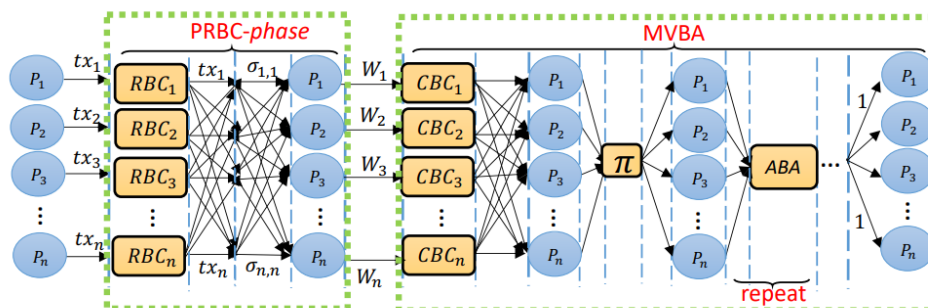 PRBC-phase MVBA
tx₁ tx₁ σ₁,₁ W₁ 1
P₁ RBC₁ P₁ CBC₁ P₁ P₁ P₁
tx₂ W₂
P₂ RBC₂ P₂ CBC₂ P₂ P₂ P₂
tx₃ W₃
P₃ RBC₃ P₃ CBC₃ P₃ π P₃ ABA ... P₃
⋮ ⋮ ⋮ ⋮ ⋮ ⋮ ⋮
txₙ txₙ σₙ,ₙ Wₙ 1
Pₙ RBCₙ Pₙ CBCₙ Pₙ Pₙ Pₙ
repeat